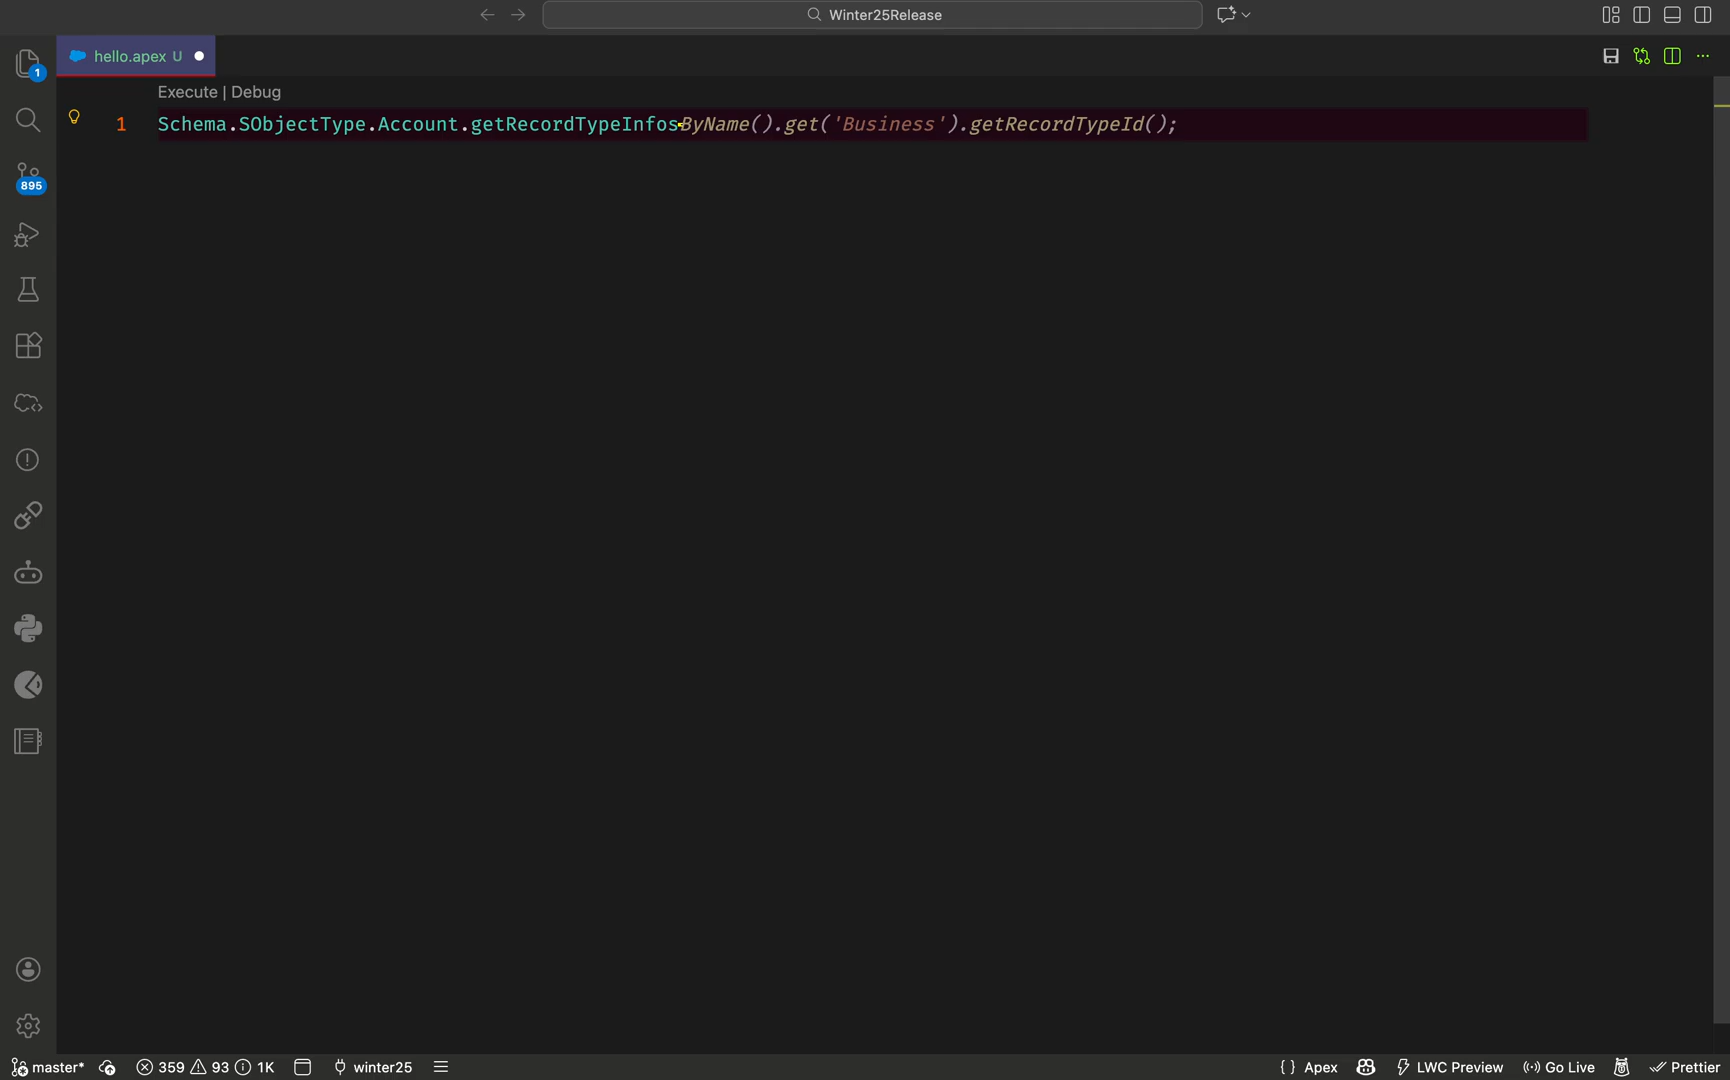 Winter25Release
1
hello.apex U
Execute | Debug
1 Schema.SObjectType.Account.getRecordTypeInfosByName().get('Business').getRecordTypeId();
895
master* 359 93 1K winter25 { } Apex LWC Preview Go Live Prettier